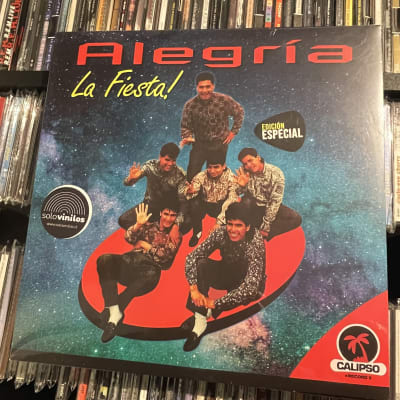 Alegría
La Fiesta!
EDICIÓN
ESPECIAL
solovinilos
CALIPSO
RECORDS